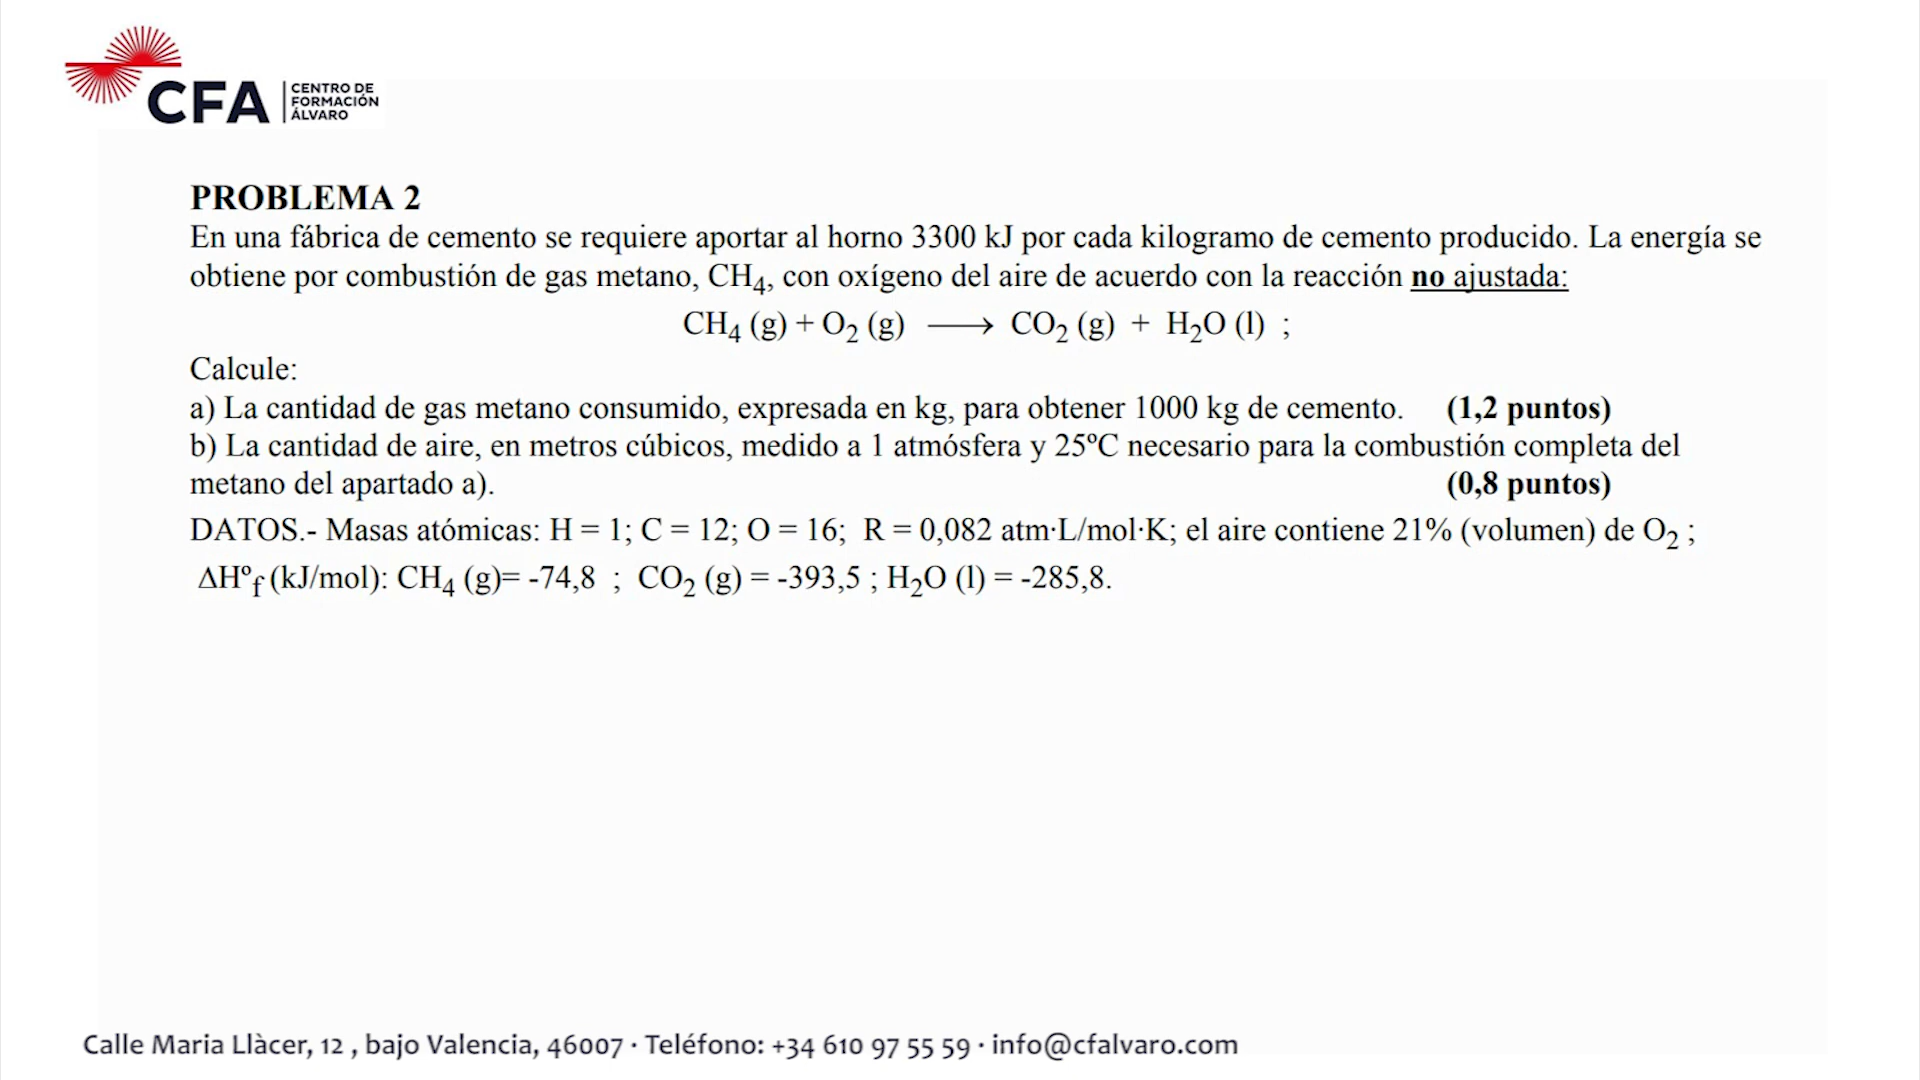 CFA
CENTRO DE
FORMACIÓN
ÁLVARO
PROBLEMA 2
En una fábrica de cemento se requiere aportar al horno 3300 kJ por cada kilogramo de cemento producido. La energía se
obtiene por combustión de gas metano, CH₄, con oxígeno del aire de acuerdo con la reacción no ajustada:
CH₄ (g) + O₂ (g) ⟶ CO₂ (g) + H₂O (l) ;
Calcule:
a) La cantidad de gas metano consumido, expresada en kg, para obtener 1000 kg de cemento. (1,2 puntos)
b) La cantidad de aire, en metros cúbicos, medido a 1 atmósfera y 25ºC necesario para la combustión completa del
metano del apartado a). (0,8 puntos)
DATOS.- Masas atómicas: H = 1; C = 12; O = 16; R = 0,082 atm·L/mol·K; el aire contiene 21% (volumen) de O₂ ;
ΔHºf (kJ/mol): CH₄ (g)= -74,8 ; CO₂ (g) = -393,5 ; H₂O (l) = -285,8.
Calle Maria Llàcer, 12 , bajo Valencia, 46007 · Teléfono: +34 610 97 55 59 · info@cfalvaro.com